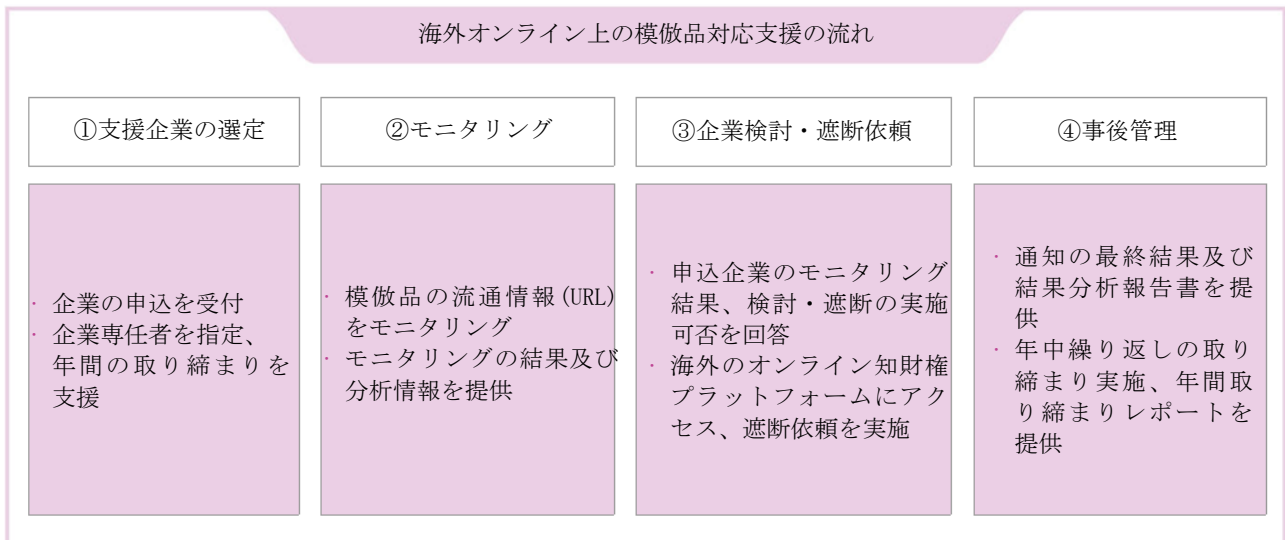 海外オンライン上の模倣品対応支援の流れ
①支援企業の選定
②モニタリング
③企業検討・遮断依頼
④事後管理
· 企業の申込を受付
· 企業専任者を指定、
年間の取り締まりを
支援
· 模倣品の流通情報(URL)
をモニタリング
· モニタリングの結果及び
分析情報を提供
· 申込企業のモニタリング
結果、検討・遮断の実施
可否を回答
· 海外のオンライン知財権
プラットフォームにアク
セス、遮断依頼を実施
· 通知の最終結果及び
結果分析報告書を提
供
· 年中繰り返しの取り
締まり実施、年間取
り締まりレポートを
提供